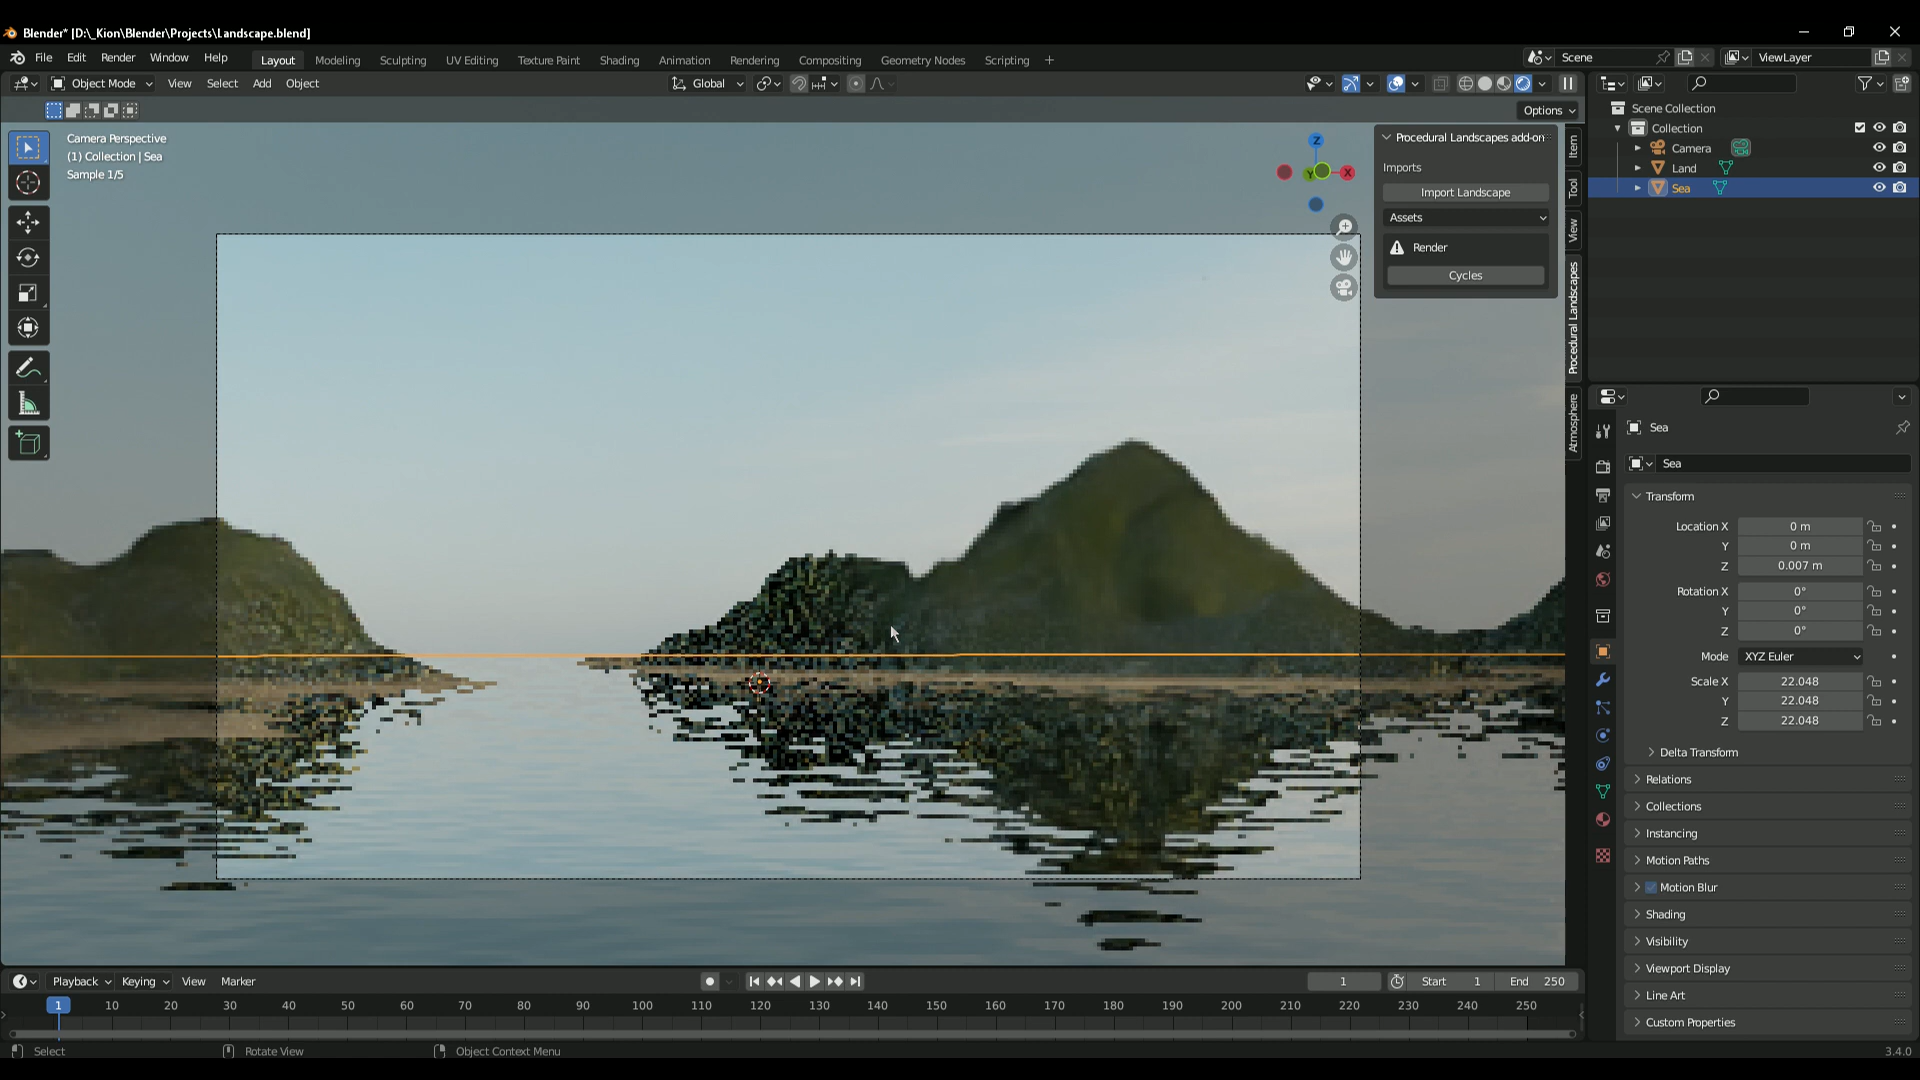 Blender* [D:\_Kion\Blender\Projects\Landscape.blend]
File Edit Render Window Help Layout Modeling Sculpting UV Editing Texture Paint Shading Animation Rendering Compositing Geometry Nodes Scripting + Scene ViewLayer
Object Mode View Select Add Object Global
Options
Camera Perspective
(1) Collection | Sea
Sample 1/5
Z
Y
X
Procedural Landscapes add-on
Imports
Import Landscape
Assets
Render
Cycles
Item
Tool
View
Procedural Landscapes
Atmosphere
Scene Collection
Collection
Camera
Land
Sea
Sea
Sea
Transform
Location X 0 m
Y 0 m
Z 0.007 m
Rotation X 0°
Y 0°
Z 0°
Mode XYZ Euler
Scale X 22.048
Y 22.048
Z 22.048
Delta Transform
Relations
Collections
Instancing
Motion Paths
Motion Blur
Shading
Visibility
Viewport Display
Line Art
Custom Properties
Playback Keying View Marker 1 Start 1 End 250
1 10 20 30 40 50 60 70 80 90 100 110 120 130 140 150 160 170 180 190 200 210 220 230 240 250
Select Rotate View Object Context Menu 3.4.0